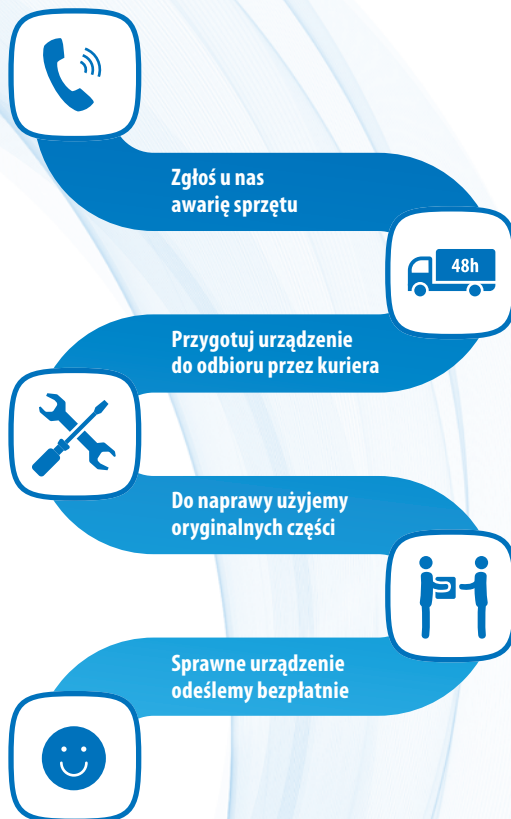 Zgłoś u nas
awarię sprzętu
48h
Przygotuj urządzenie
do odbioru przez kuriera
Do naprawy użyjemy
oryginalnych części
Sprawne urządzenie
odeślemy bezpłatnie